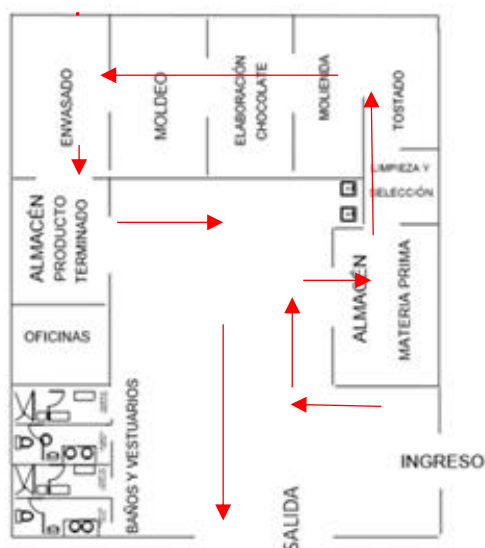 ENVASADO
MOLDEO
ELABORACIÓN
CHOCOLATE
MOLIENDA
TOSTADO
LIMPIEZA Y
SELECCIÓN
ALMACÉN
PRODUCTO
TERMINADO
ALMACÉN
MATERIA PRIMA
OFICINAS
BAÑOS Y VESTUARIOS
INGRESO
SALIDA